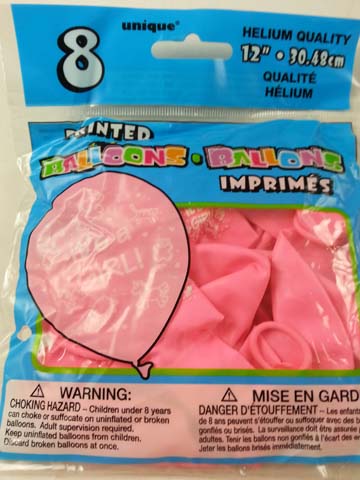 unique®
8
HELIUM QUALITY
12" • 30.48cm
QUALITÉ
HÉLIUM
PRINTED
BALLOONS • BALLONS
IMPRIMÉS
IT'S A
GIRL!
WARNING:
CHOKING HAZARD – Children under 8 years
can choke or suffocate on uninflated or broken
balloons. Adult supervision required.
Keep uninflated balloons from children.
Discard broken balloons at once.
MISE EN GARD
DANGER D'ÉTOUFFEMENT – Les enfants
de 8 ans peuvent s'étouffer ou suffoquer avec des b
gonflés ou brisés. La surveillance doit être assurée p
adultes. Tenir les ballons non gonflés à l'écart des en
Jeter les ballons brisés immédiatement.